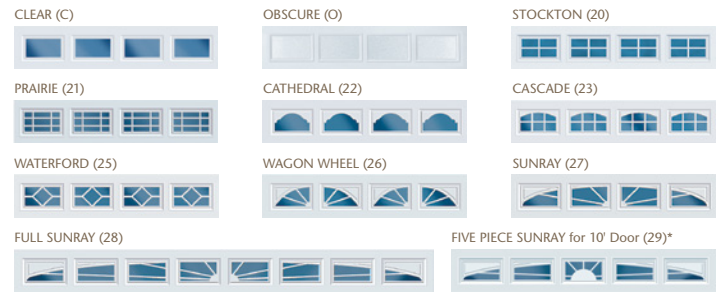 CLEAR (C)
OBSCURE (O)
STOCKTON (20)
PRAIRIE (21)
CATHEDRAL (22)
CASCADE (23)
WATERFORD (25)
WAGON WHEEL (26)
SUNRAY (27)
FULL SUNRAY (28)
FIVE PIECE SUNRAY for 10' Door (29)*